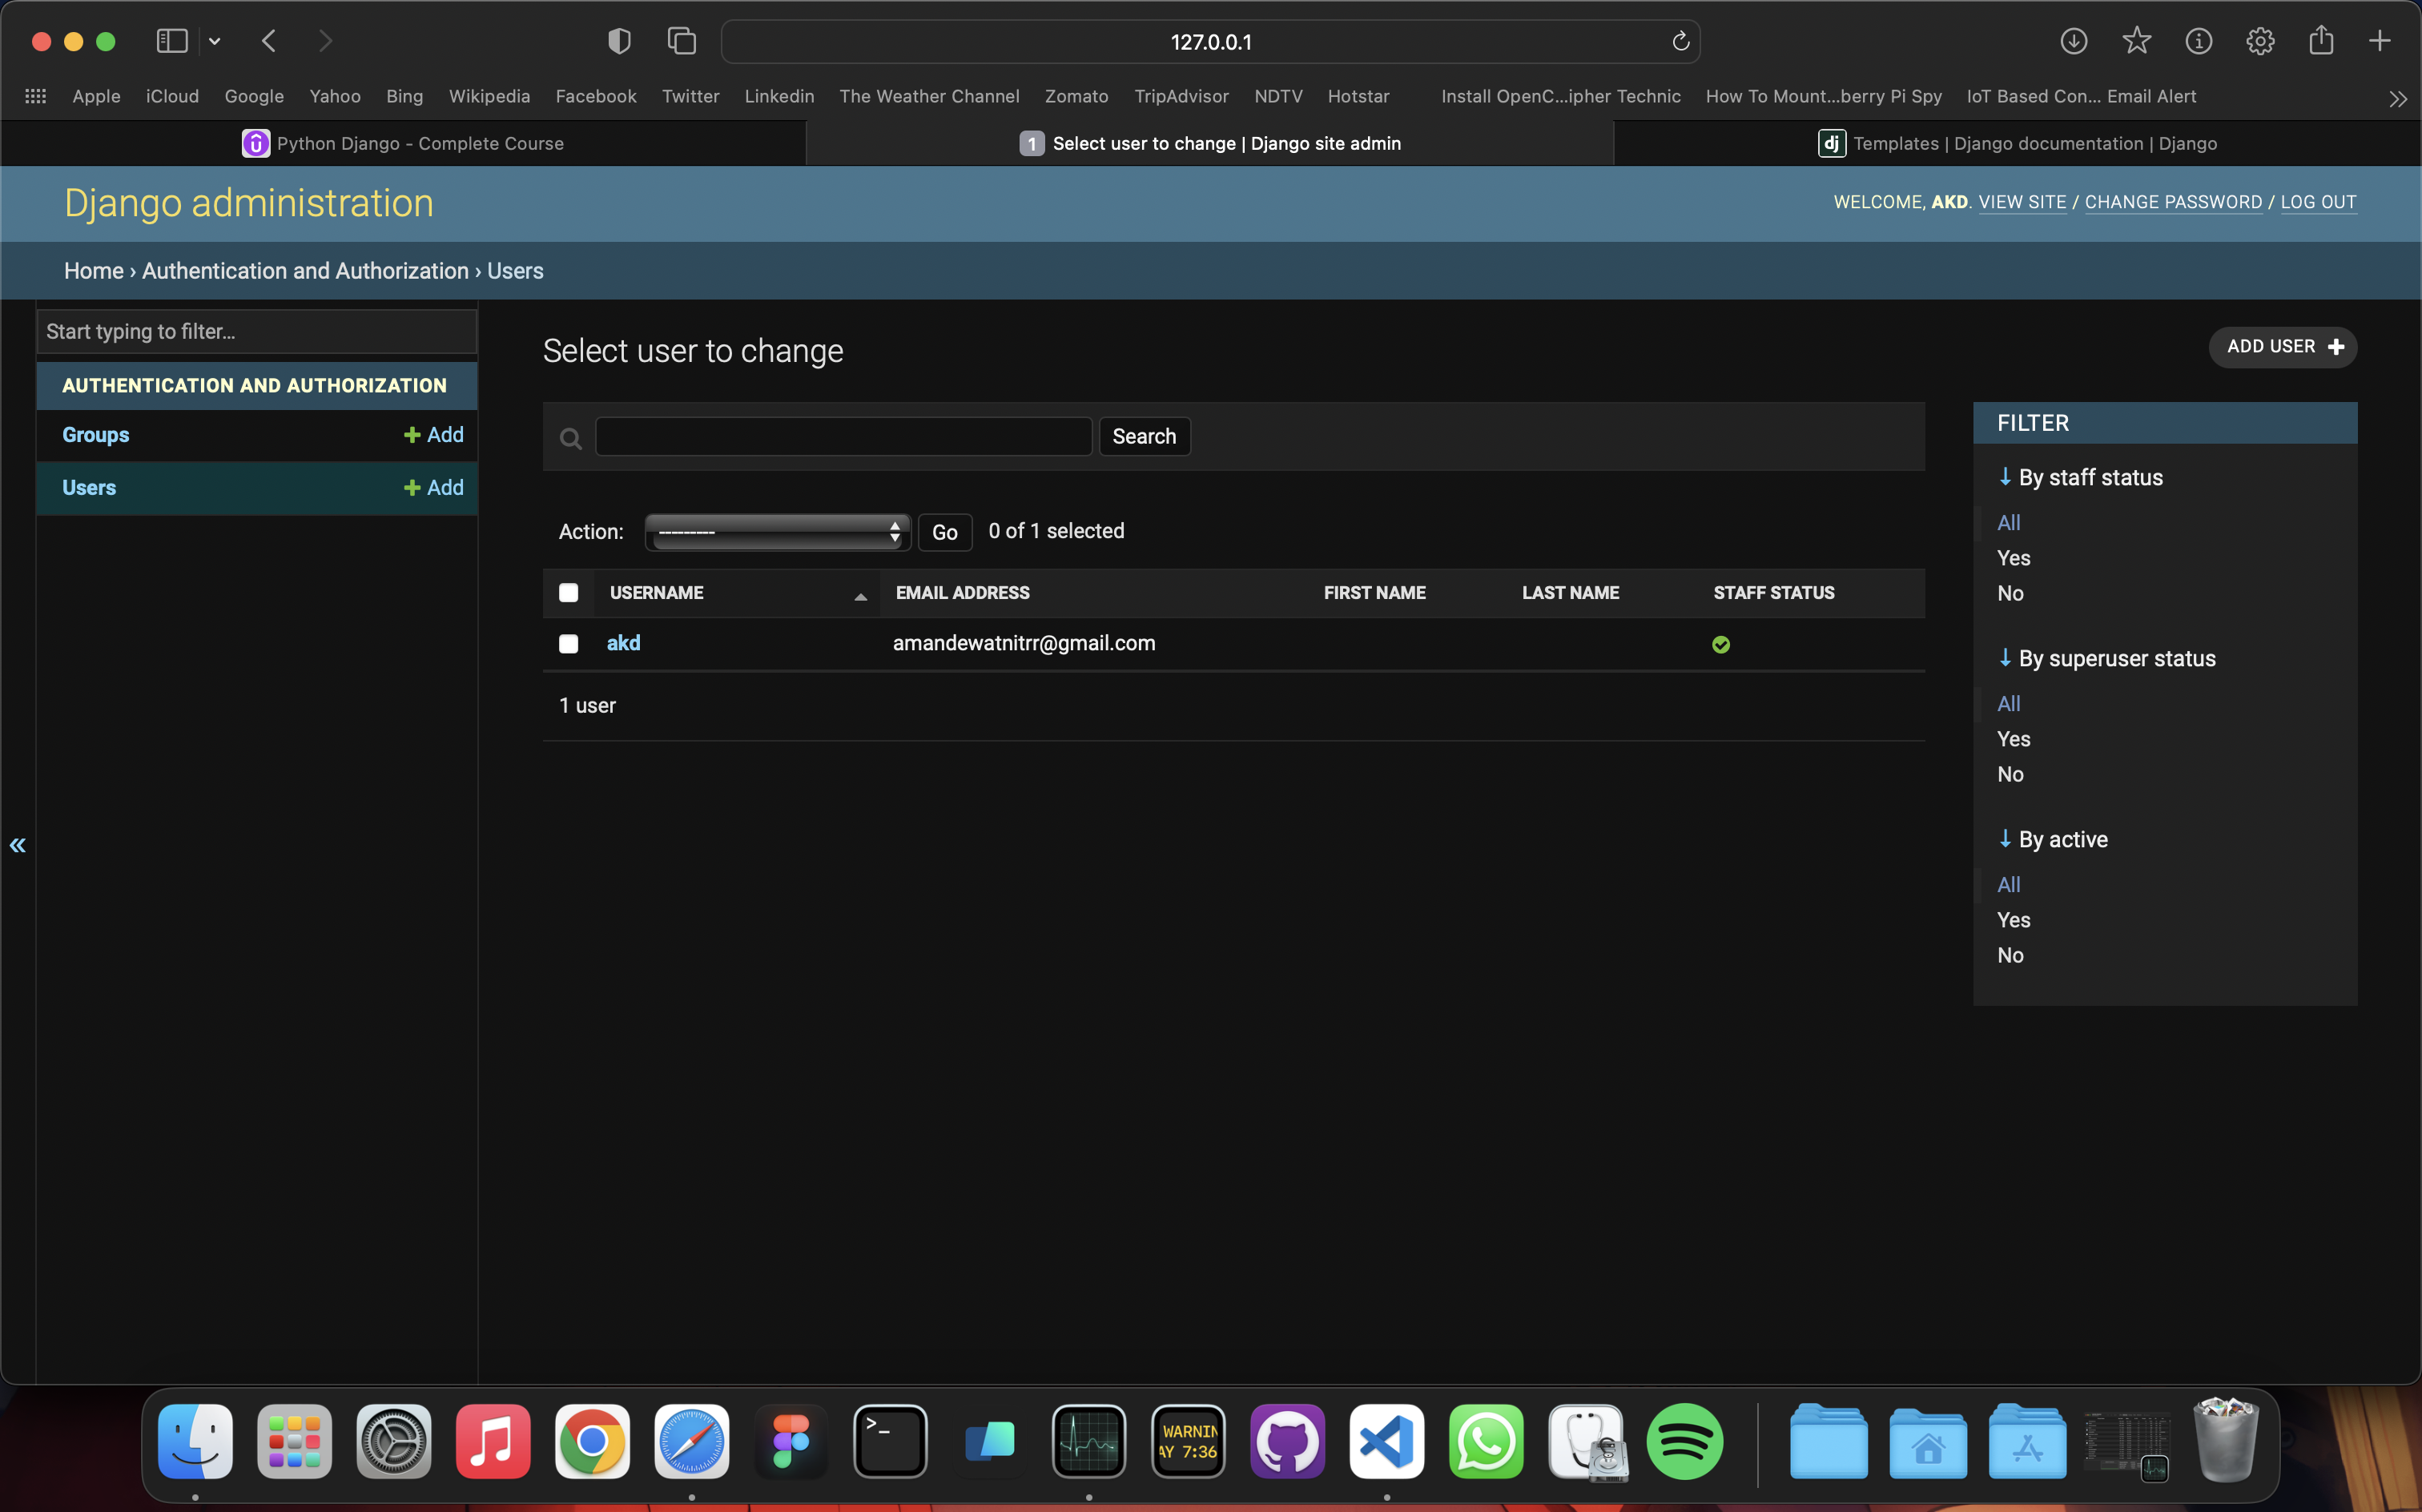 127.0.0.1
Apple iCloud Google Yahoo Bing Wikipedia Facebook Twitter Linkedin The Weather Channel Zomato TripAdvisor NDTV Hotstar Install OpenC...ipher Technic How To Mount...berry Pi Spy IoT Based Con... Email Alert
Python Django - Complete Course
1 Select user to change | Django site admin
dj Templates | Django documentation | Django
Django administration
WELCOME, AKD. VIEW SITE / CHANGE PASSWORD / LOG OUT
Home › Authentication and Authorization › Users
Start typing to filter...
AUTHENTICATION AND AUTHORIZATION
Groups + Add
Users + Add
Select user to change
ADD USER +
Search
Action: --------- Go 0 of 1 selected
USERNAME EMAIL ADDRESS FIRST NAME LAST NAME STAFF STATUS
akd amandewatnitrr@gmail.com
1 user
FILTER
↓ By staff status
All
Yes
No
↓ By superuser status
All
Yes
No
↓ By active
All
Yes
No
«
>_
WARNIN
AY 7:36